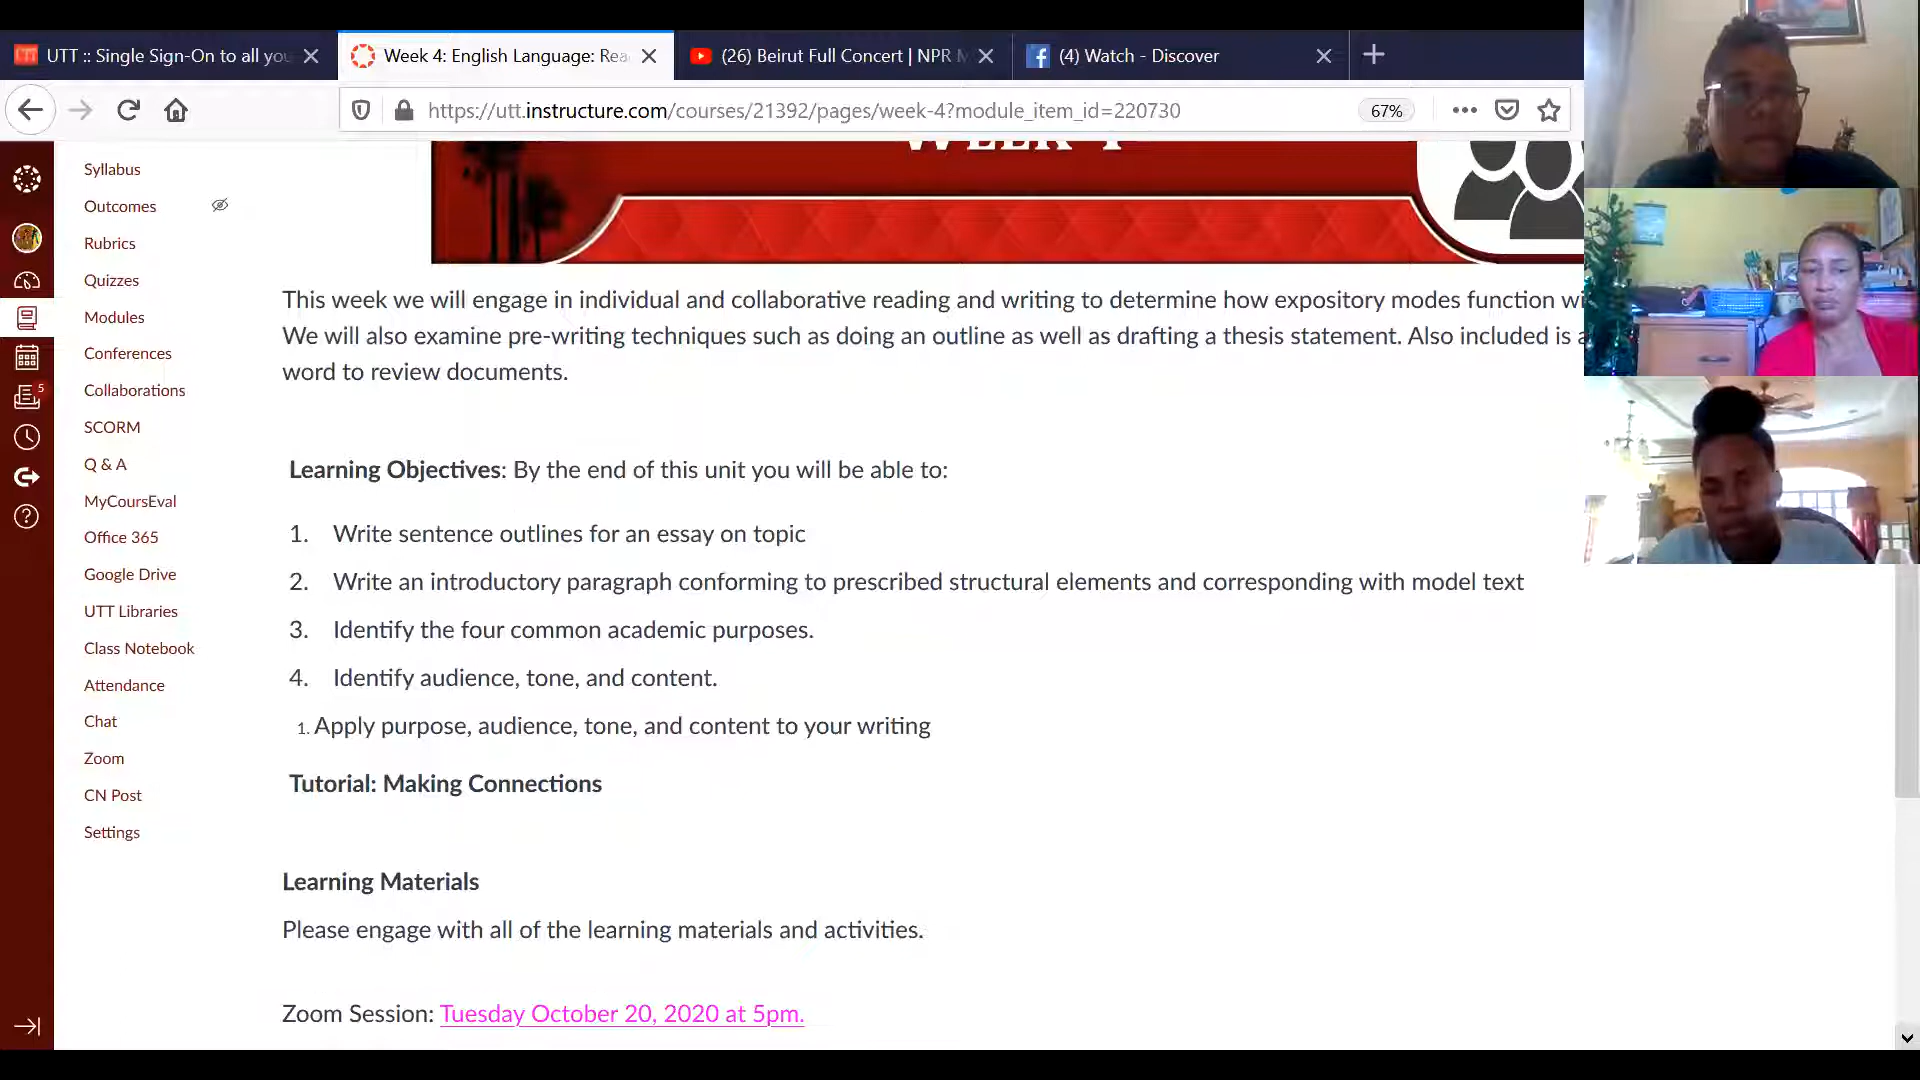 UTT :: Single Sign-On to all you
Week 4: English Language: Rea
(26) Beirut Full Concert | NPR M
(4) Watch - Discover
https://utt.instructure.com/courses/21392/pages/week-4?module_item_id=220730
67%
Syllabus
Outcomes
Rubrics
Quizzes
Modules
Conferences
Collaborations
5
SCORM
Q & A
MyCoursEval
Office 365
Google Drive
UTT Libraries
Class Notebook
Attendance
Chat
Zoom
CN Post
Settings
This week we will engage in individual and collaborative reading and writing to determine how expository modes function wi
We will also examine pre-writing techniques such as doing an outline as well as drafting a thesis statement. Also included is a
word to review documents.
Learning Objectives: By the end of this unit you will be able to:
1. Write sentence outlines for an essay on topic
2. Write an introductory paragraph conforming to prescribed structural elements and corresponding with model text
3. Identify the four common academic purposes.
4. Identify audience, tone, and content.
1. Apply purpose, audience, tone, and content to your writing
Tutorial: Making Connections
Learning Materials
Please engage with all of the learning materials and activities.
Zoom Session: Tuesday October 20, 2020 at 5pm.